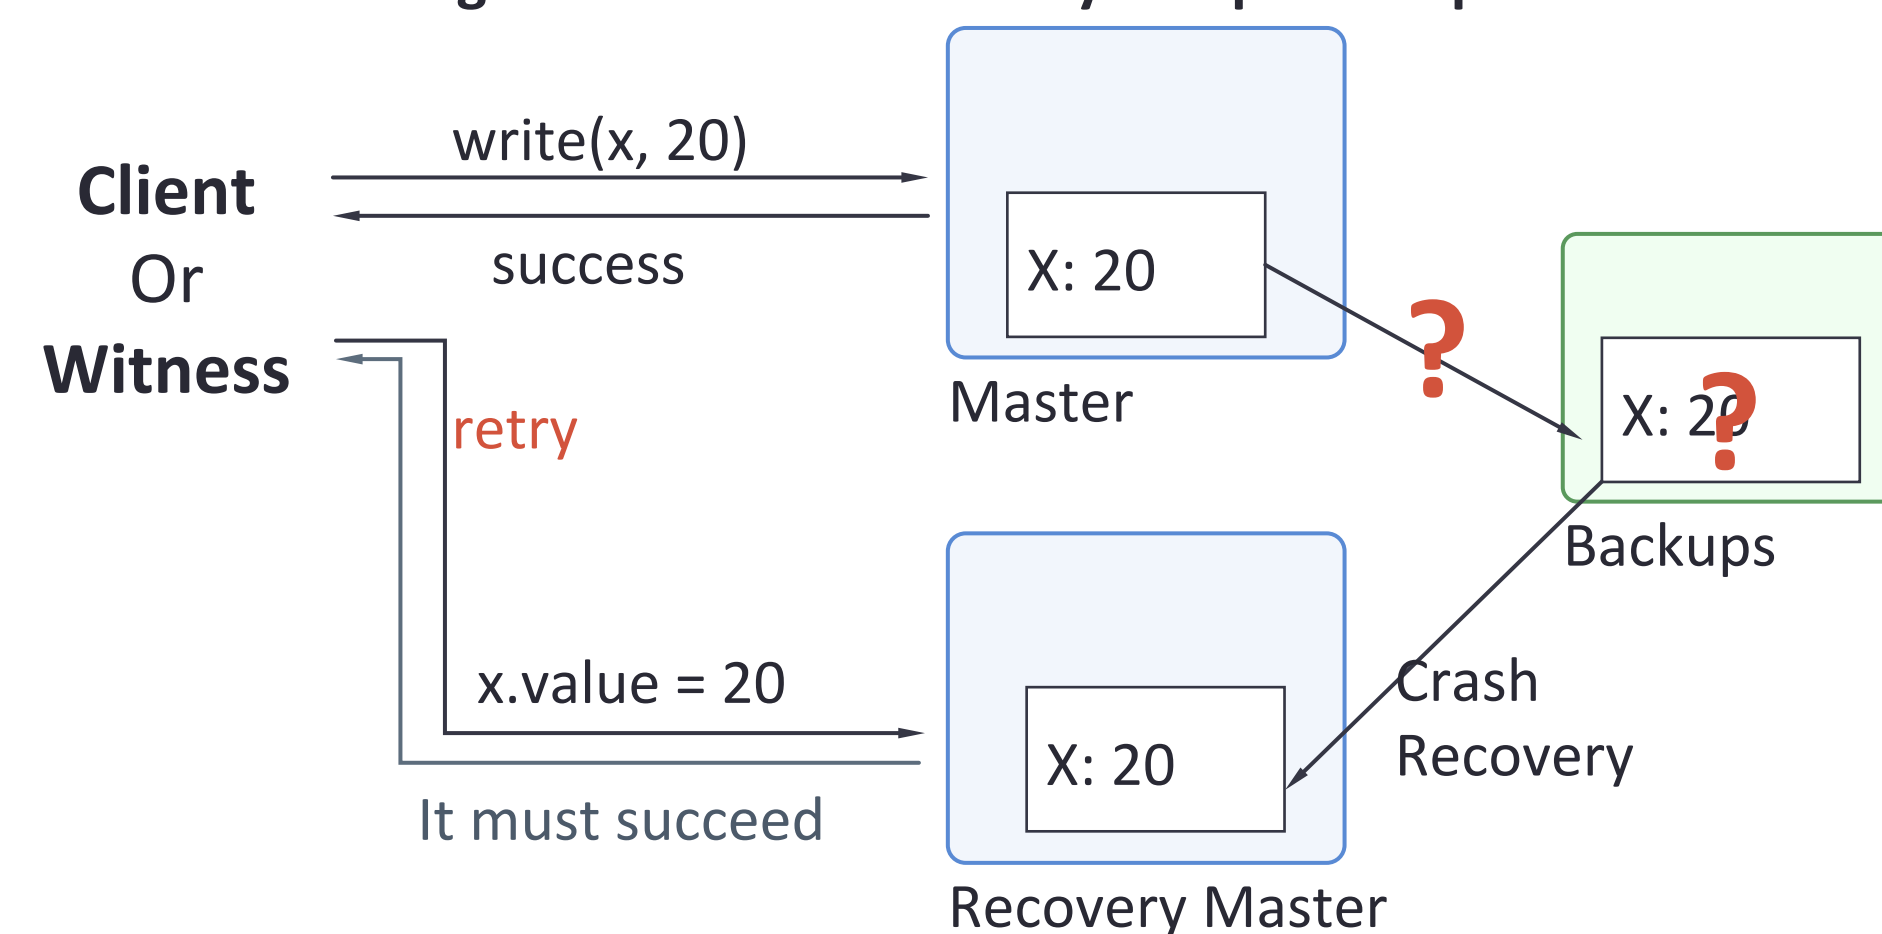 write(x, 20)
Client
Or
Witness
success
X: 20
?
Master
X: 20
?
retry
Backups
x.value = 20
Crash
Recovery
X: 20
It must succeed
Recovery Master